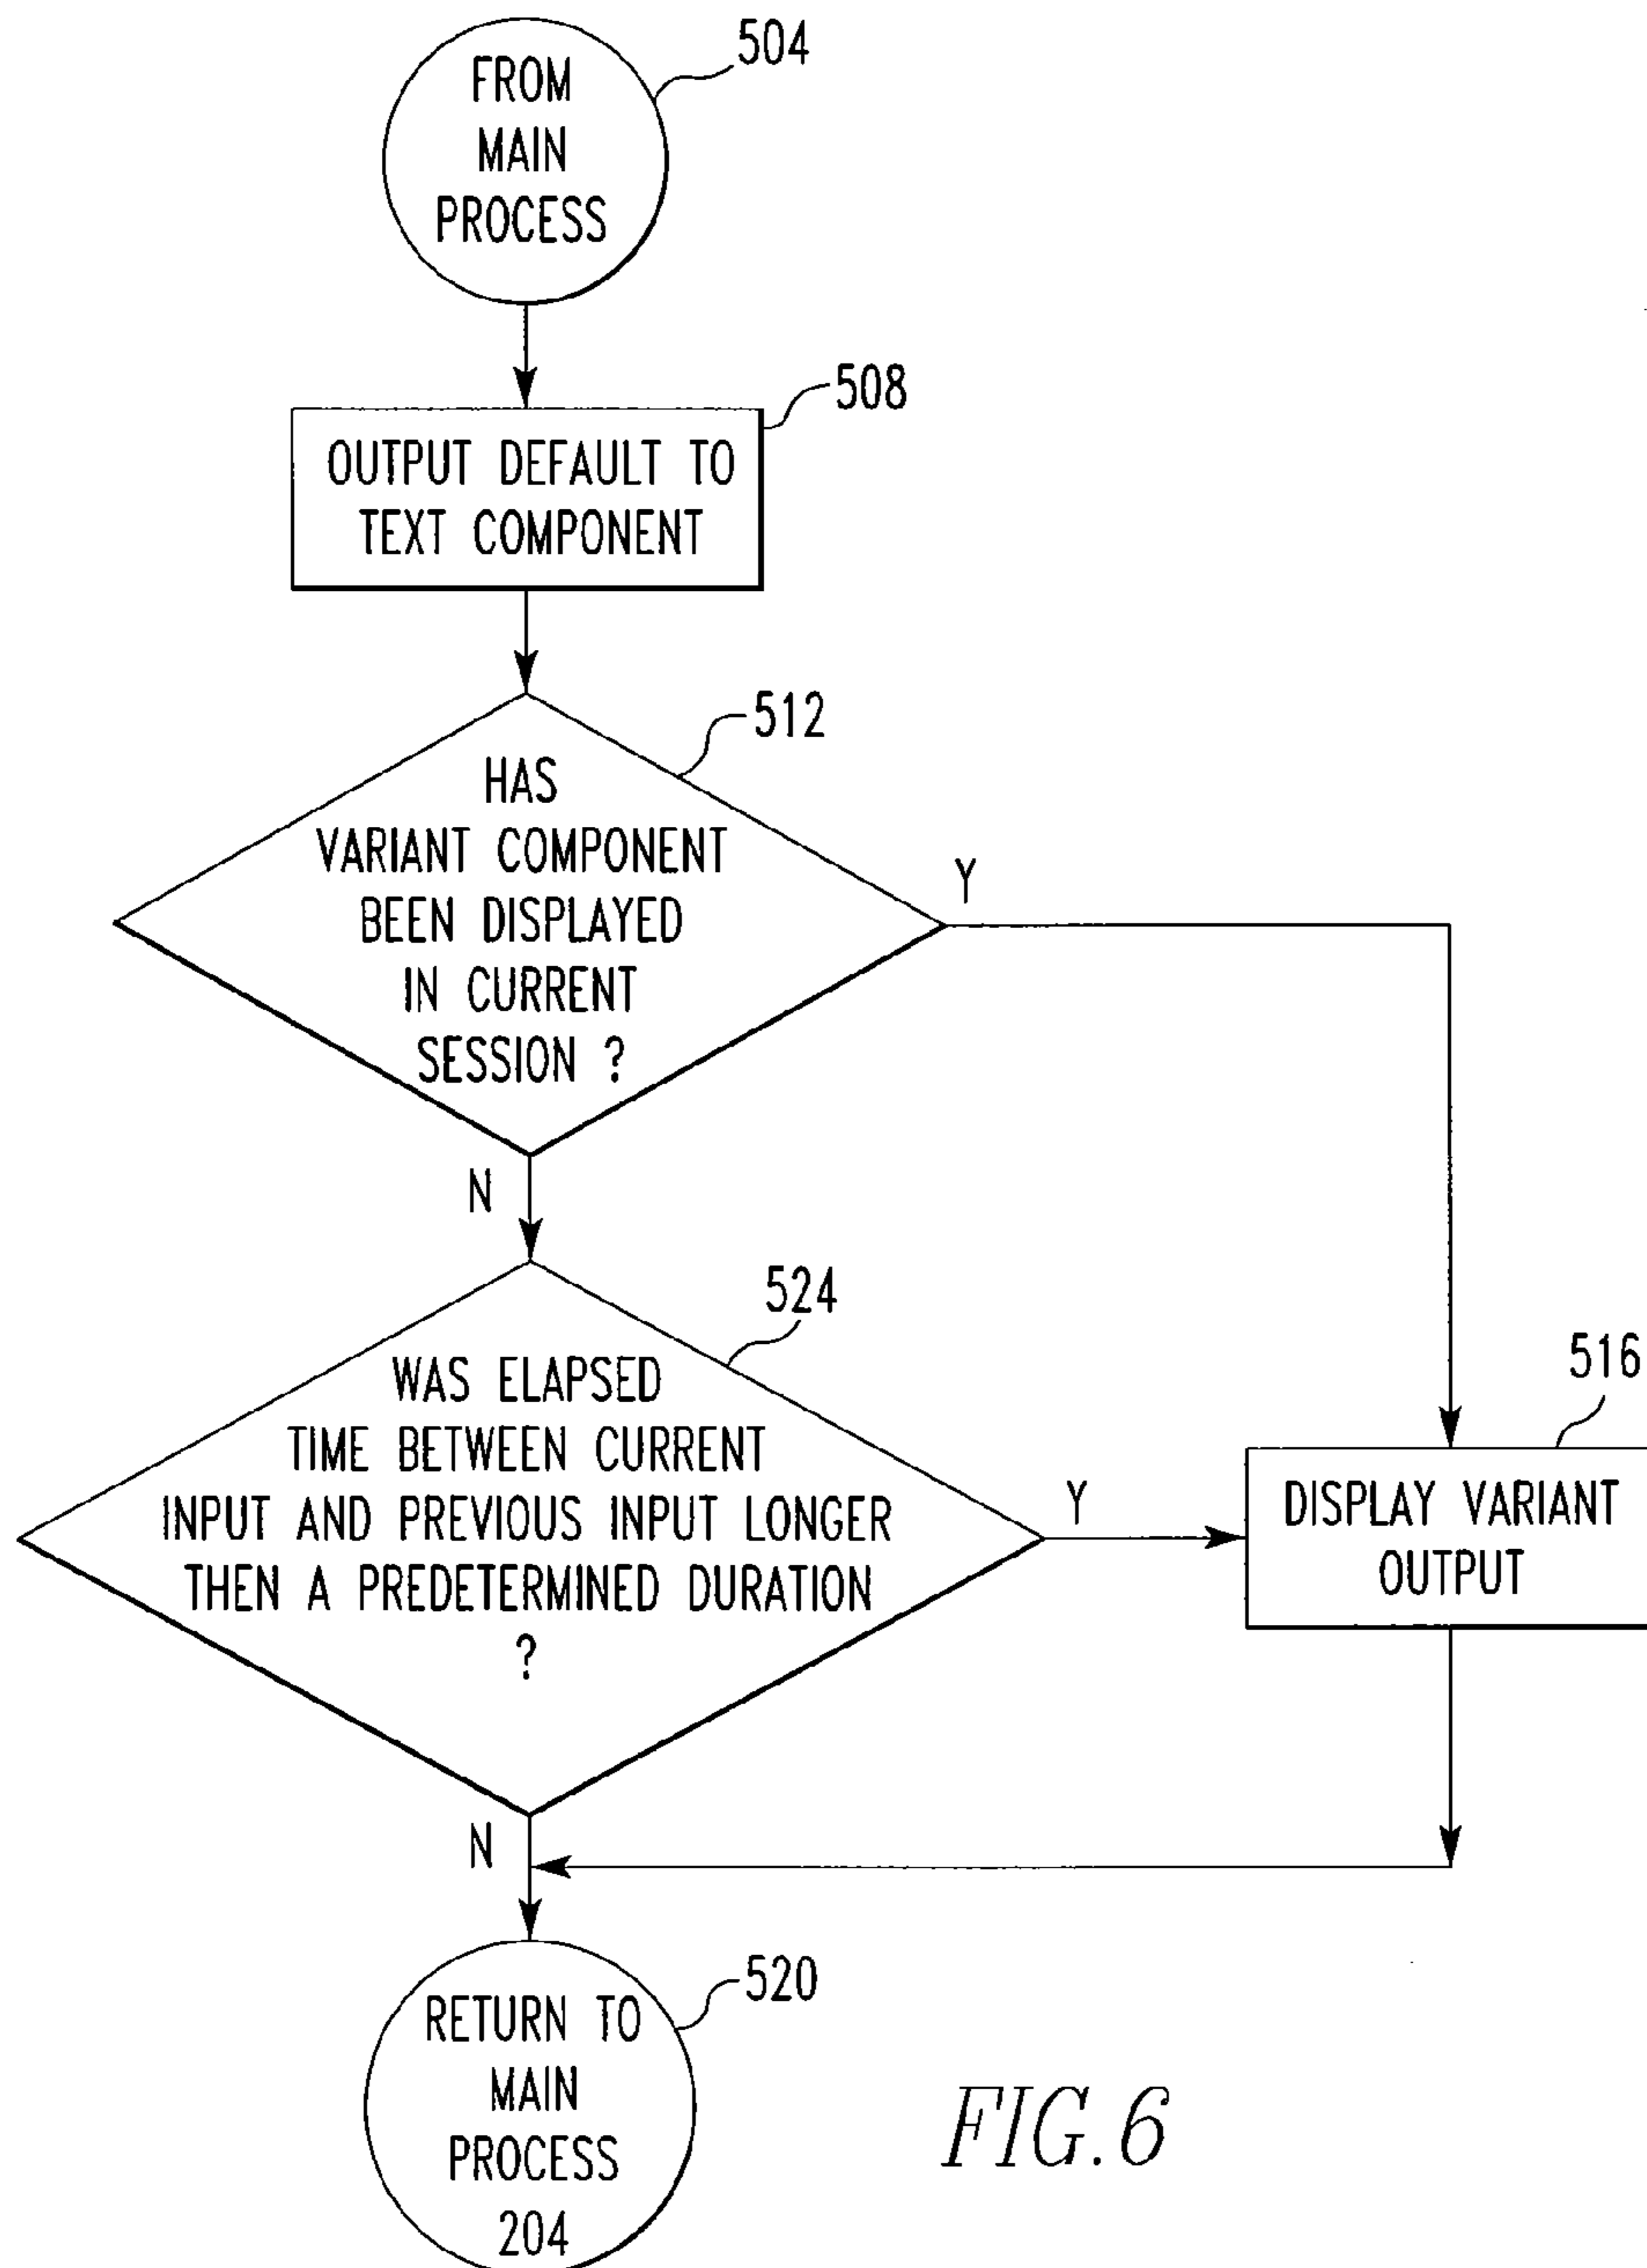 504
FROM
MAIN
PROCESS
508
OUTPUT DEFAULT TO
TEXT COMPONENT
512
HAS
VARIANT COMPONENT
BEEN DISPLAYED
IN CURRENT
SESSION ?
Y
N
524
WAS ELAPSED
TIME BETWEEN CURRENT
INPUT AND PREVIOUS INPUT LONGER
THEN A PREDETERMINED DURATION
?
Y
516
DISPLAY VARIANT
OUTPUT
N
520
RETURN TO
MAIN
PROCESS
204
FIG.6